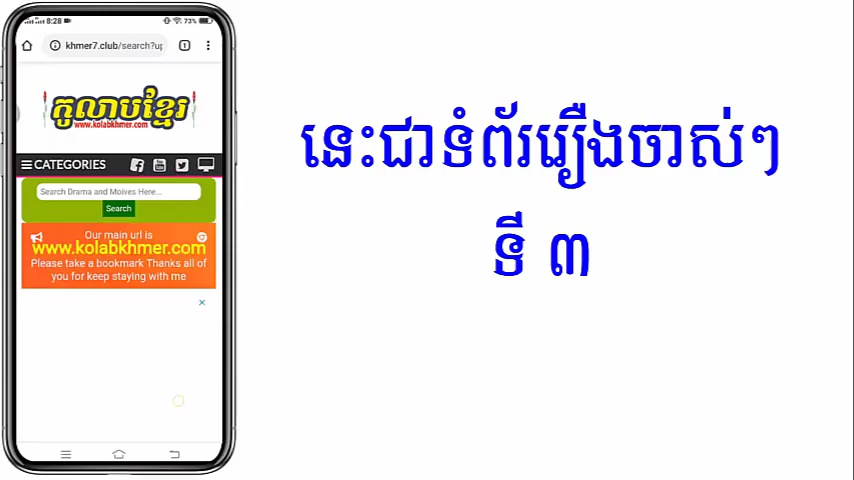 8:28
73%
khmer7.club/search?up
1
កូលាបខ្មែរ
www.kolabkhmer.com
CATEGORIES
Search Drama and Moives Here...
Search
Our main url is
www.kolabkhmer.com
Please take a bookmark Thanks all of
you for keep staying with me
នេះជាទំព័ររឿងចាស់ៗ
ទី ៣